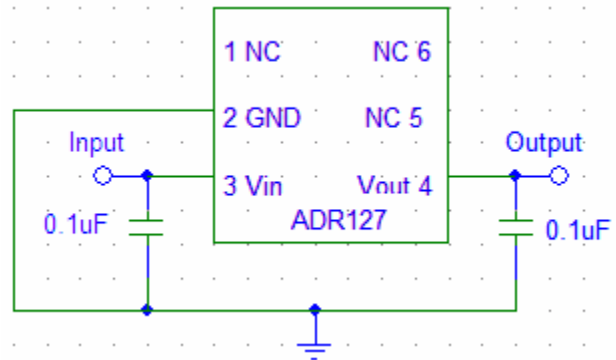 1 NC
NC 6
2 GND
NC 5
Input
Output
3 Vin
Vout 4
0.1uF
ADR127
0.1uF